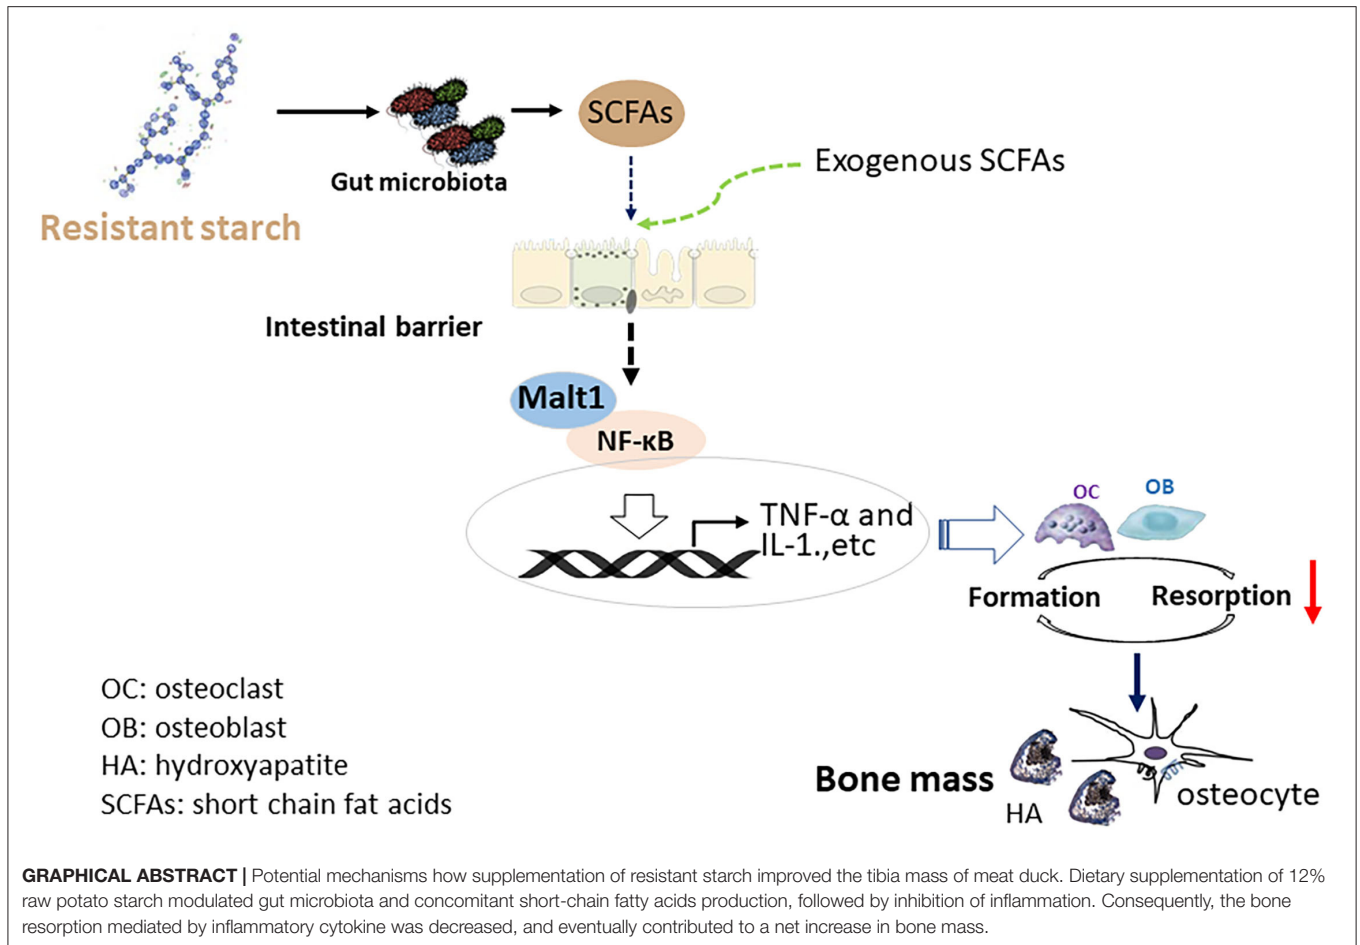 SCFAs
Exogenous SCFAs
Gut microbiota
Resistant starch
Intestinal barrier
Malt1
NF-κB
TNF-α and
IL-1.,etc
OC
OB
Formation
Resorption
OC: osteoclast
OB: osteoblast
HA: hydroxyapatite
SCFAs: short chain fat acids
Bone mass
HA
osteocyte
GRAPHICAL ABSTRACT | Potential mechanisms how supplementation of resistant starch improved the tibia mass of meat duck. Dietary supplementation of 12%
raw potato starch modulated gut microbiota and concomitant short-chain fatty acids production, followed by inhibition of inflammation. Consequently, the bone
resorption mediated by inflammatory cytokine was decreased, and eventually contributed to a net increase in bone mass.